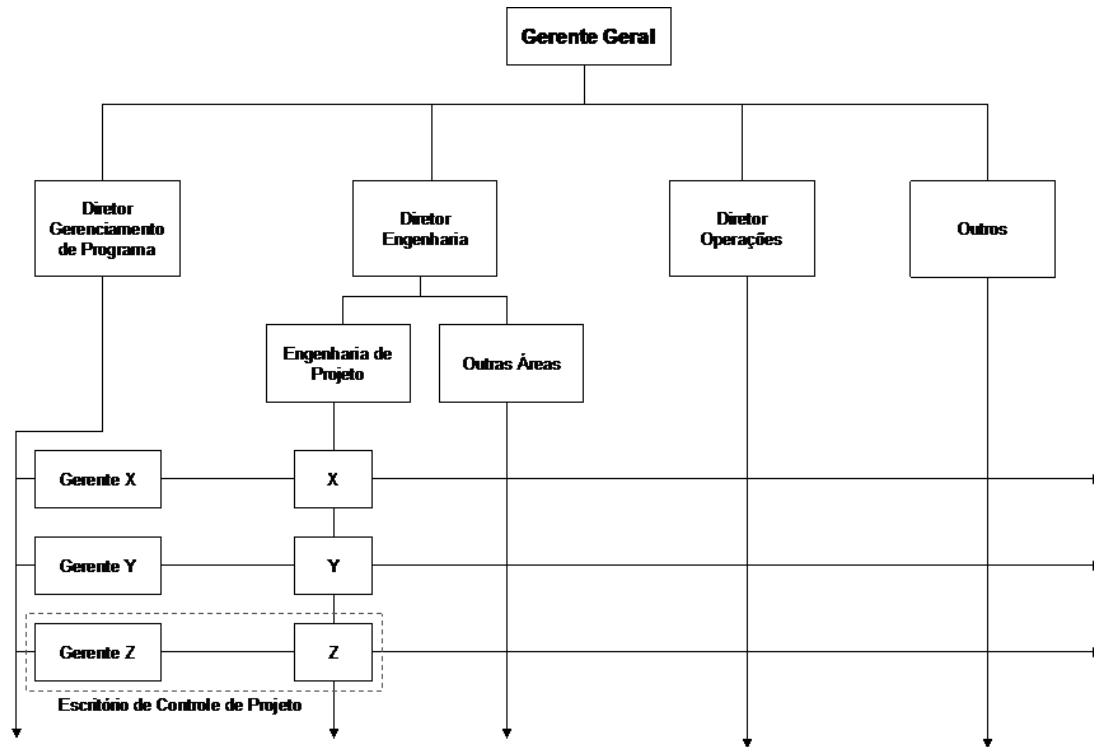 Gerente Geral
Diretor
Gerenciamento
de Programa
Diretor
Engenharia
Diretor
Operações
Outros
Engenharia de
Projeto
Outras Áreas
Gerente X
X
Gerente Y
Y
Gerente Z
Z
Escritório de Controle de Projeto